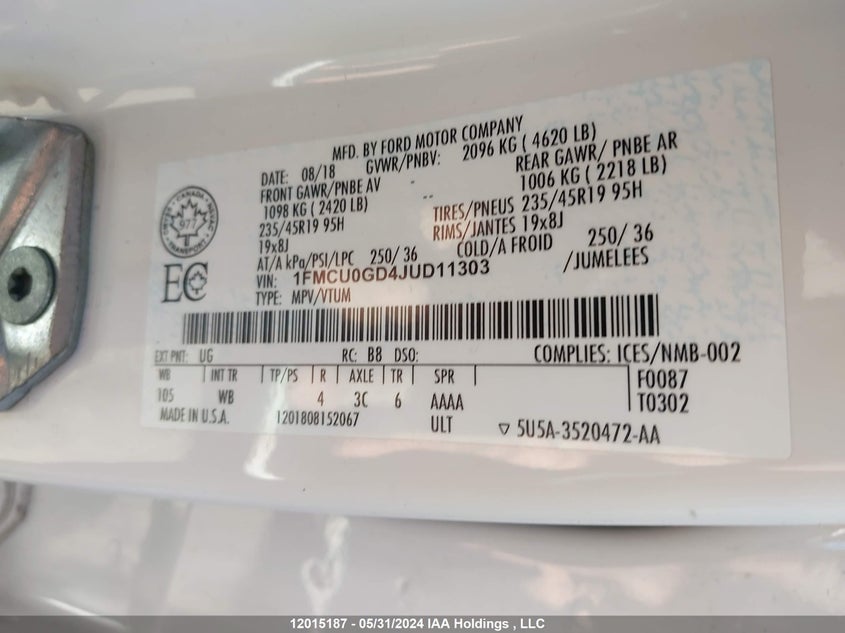 MFD. BY FORD MOTOR COMPANY
DATE: 08/18 GVWR/PNBV: 2096 KG ( 4620 LB)
FRONT GAWR/PNBE AV - REAR GAWR/ PNBE AR
1098 KG ( 2420 LB) -- 1006 KG ( 2218 LB)
235/45R19 95H TIRES/PNEUS 235/45R19 95H
19x8J RIMS/JANTES 19x8J
AT/A kPa/PSI/LPC 250/ 36 COLD/A FROID 250/ 36
VIN: 1FMCU0GD4JUD11303 /JUMELEES
TYPE: MPV/VTUM
CANADA
TRANSPORT
977
EC
EXT PNT: UG RC: B8 DSO: COMPLIES: ICES/NMB-002
WB INT TR TP/PS R AXLE TR SPR F0087
105 WB 4 3C 6 AAAA T0302
MADE IN U.S.A. 1201808152067 ULT ▽ 5U5A-3520472-AA
12015187 - 05/31/2024 IAA Holdings , LLC